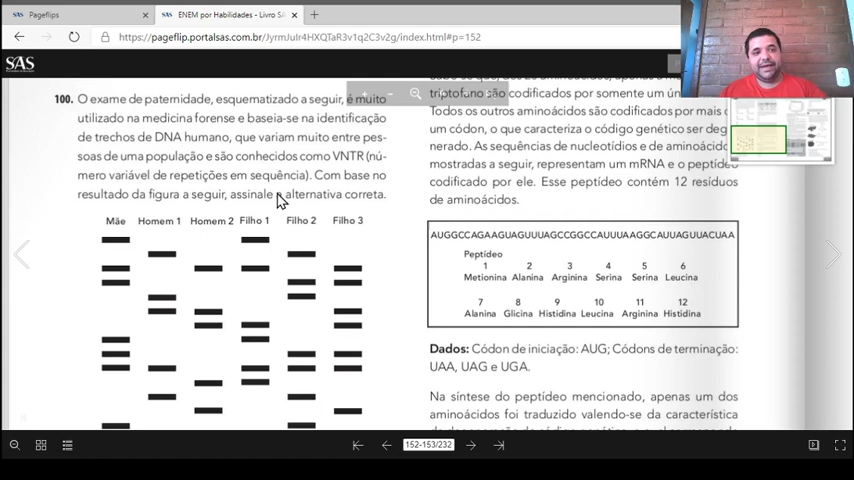 Pageflips
ENEM por Habilidades - Livro SA
https://pageflip.portalsas.com.br/JyrmJuIr4HXQTaR3v1q2C3v2g/index.html#p=152
SAS
100. O exame de paternidade, esquematizado a seguir, é muito
utilizado na medicina forense e baseia-se na identificação
de trechos de DNA humano, que variam muito entre pes-
soas de uma população e são conhecidos como VNTR (nú-
mero variável de repetições em sequência). Com base no
resultado da figura a seguir, assinale a alternativa correta.
Mãe Homem 1 Homem 2 Filho 1 Filho 2 Filho 3
triptofano são codificados por somente um
Todos os outros aminoácidos são codificados por mais
um códon, o que caracteriza o código genético ser dege-
nerado. As sequências de nucleotídios e de aminoácido
mostradas a seguir, representam um mRNA e o peptíde
codificado por ele. Esse peptídeo contém 12 resíduos
de aminoácidos.
AUGGCCAGAAGUAGUUUAGCCGGCCAUUUAAGGCAUUAGUUACUAA
Peptídeo
1 2 3 4 5 6
Metionina Alanina Arginina Serina Serina Leucina
7 8 9 10 11 12
Alanina Glicina Histidina Leucina Arginina Histidina
Dados: Códon de iniciação: AUG; Códons de terminação:
UAA, UAG e UGA.
Na síntese do peptídeo mencionado, apenas um dos
aminoácidos foi traduzido valendo-se da característica
152-153/232